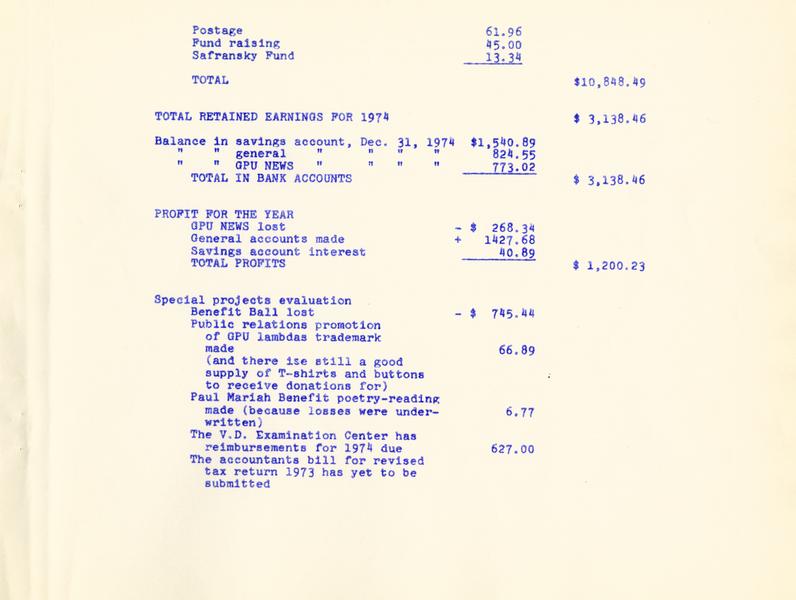 Postage 61.96
Fund raising 45.00
Safransky Fund 13.34
TOTAL $10,848.49
TOTAL RETAINED EARNINGS FOR 1974 $ 3,138.46
Balance in savings account, Dec. 31, 1974 $1,540.89
" " general " " " " 824.55
" " GPU NEWS " " " " 773.02
TOTAL IN BANK ACCOUNTS $ 3,138.46
PROFIT FOR THE YEAR
GPU NEWS lost - $ 268.34
General accounts made + 1427.68
Savings account interest 40.89
TOTAL PROFITS $ 1,200.23
Special projects evaluation
Benefit Ball lost - $ 745.44
Public relations promotion
of GPU lambdas trademark
made 66.89
(and there ise still a good
supply of T-shirts and buttons
to receive donations for)
Paul Mariah Benefit poetry-reading
made (because losses were under- 6.77
written)
The V.D. Examination Center has
reimbursements for 1974 due 627.00
The accountants bill for revised
tax return 1973 has yet to be
submitted